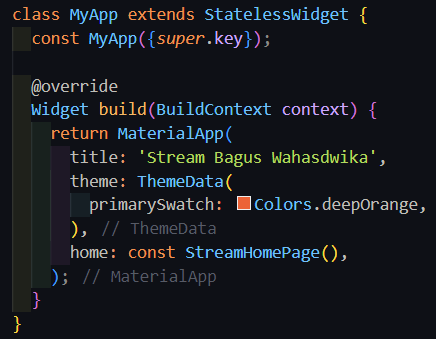 class MyApp extends StatelessWidget {
  const MyApp({super.key});

  @override
  Widget build(BuildContext context) {
    return MaterialApp(
      title: 'Stream Bagus Wahasdwika',
      theme: ThemeData(
        primarySwatch: Colors.deepOrange,
      ), // ThemeData
      home: const StreamHomePage(),
    ); // MaterialApp
  }
}